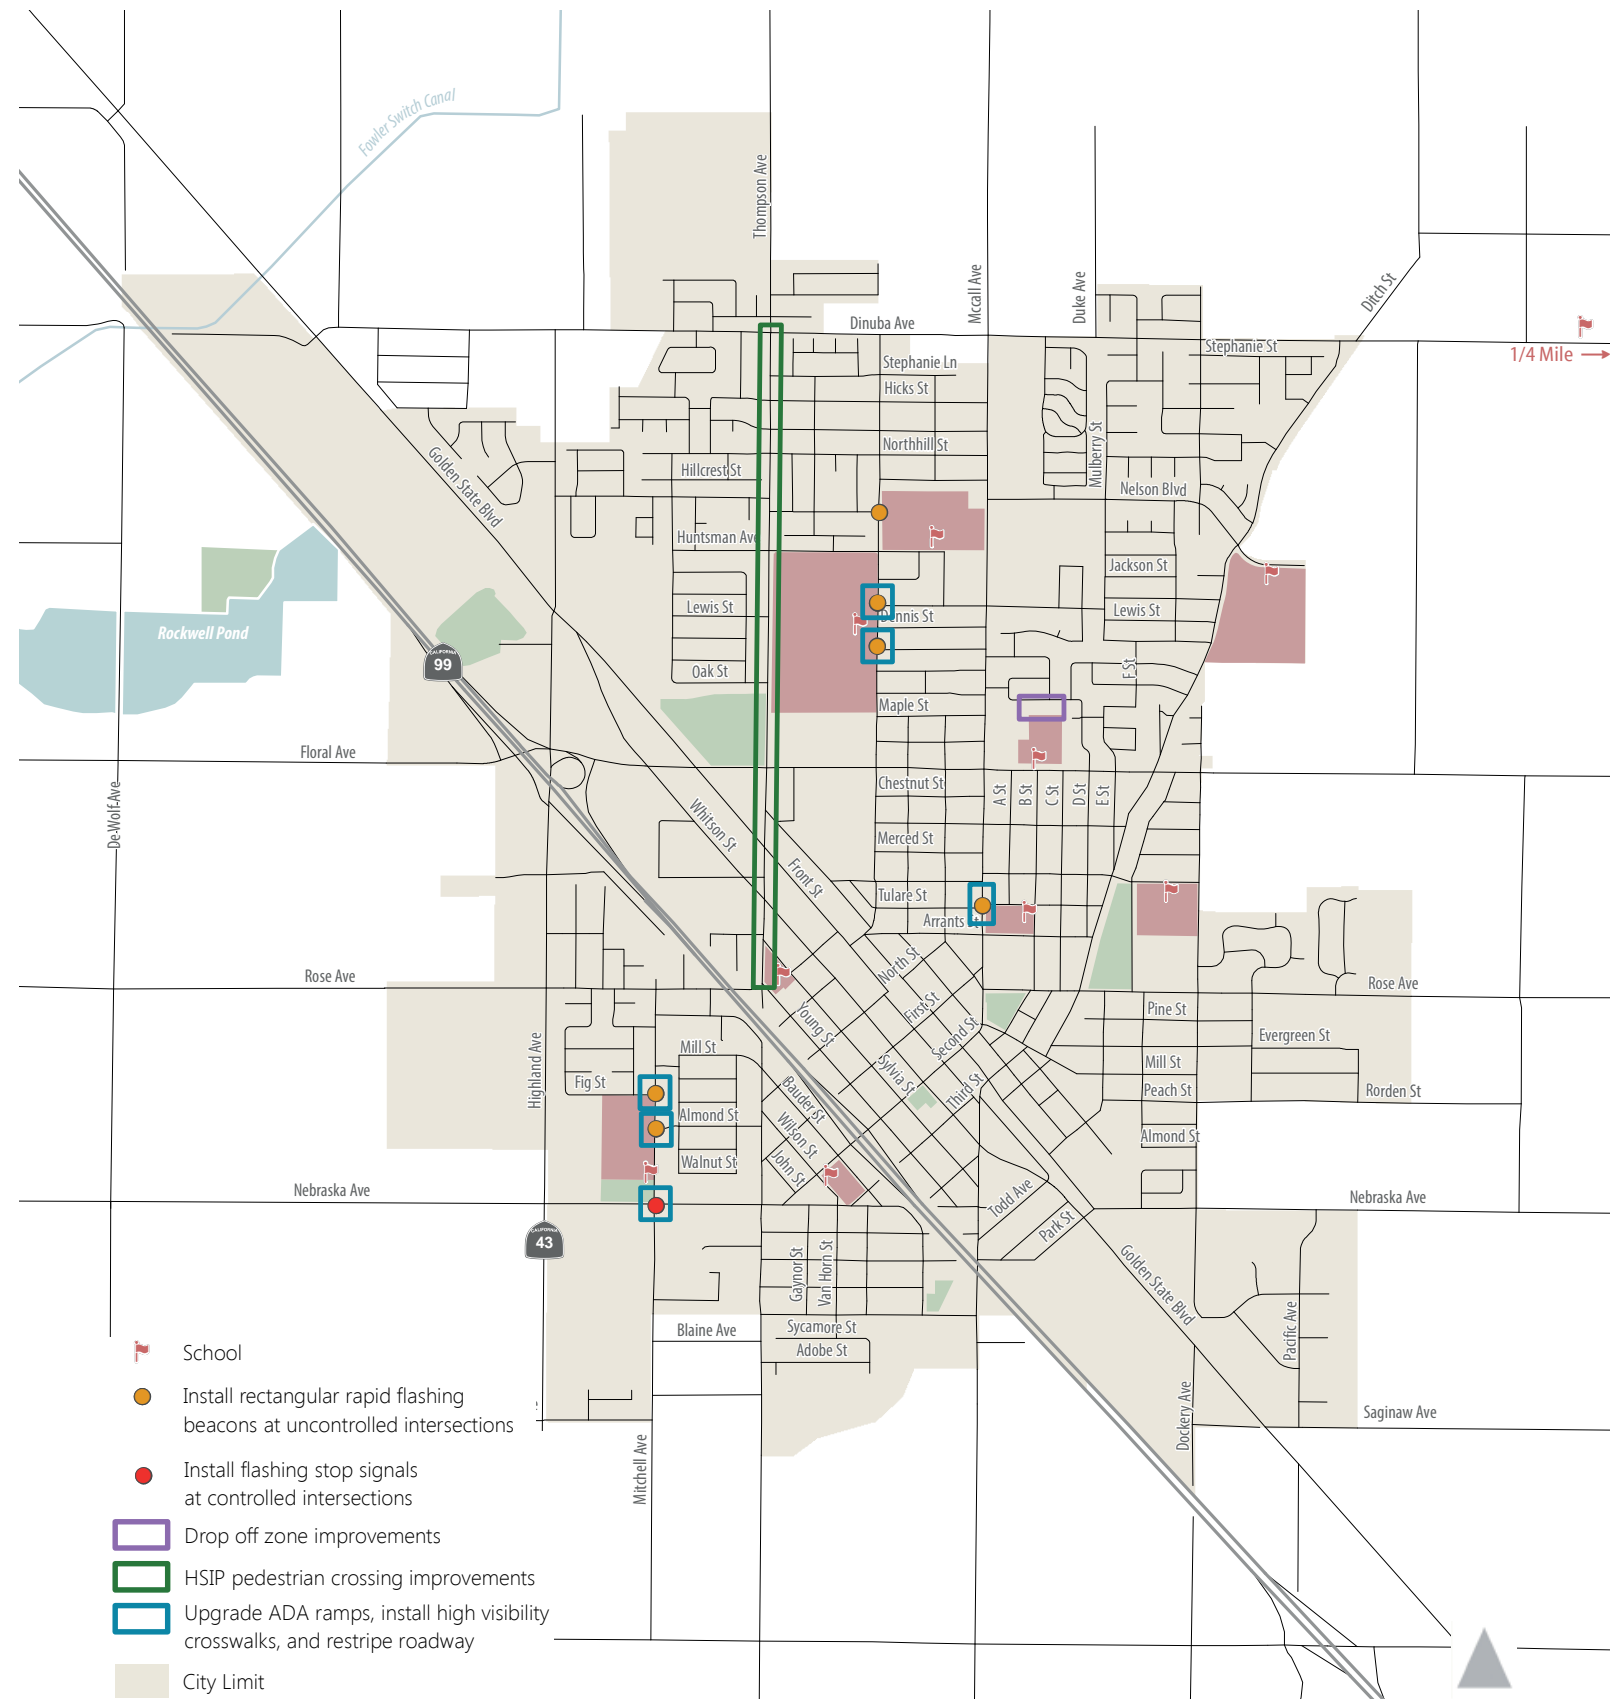 Fowler Switch Canal
Thompson Ave
Mccall Ave
Duke Ave
Ditch St
Dinuba Ave
Stephanie St
1/4 Mile
Stephanie Ln
Hicks St
Mulberry St
Northhill St
Golden State Blvd
Hillcrest St
Nelson Blvd
Huntsman Ave
Jackson St
Lewis St
Dennis St
Lewis St
Rockwell Pond
CALIFORNIA
99
Oak St
F St
Maple St
Floral Ave
De-Wolf-Ave
Whitson St
Chestnut St
A St
B St
C St
D St
E St
Merced St
Front St
Tulare St
Arrants St
North St
Rose Ave
Rose Ave
Young St
First St
Second St
Pine St
Evergreen St
Highland Ave
Mill St
Sylvia St
Third St
Mill St
Fig St
Bauder St
Peach St
Rorden St
Almond St
Wilson St
Almond St
Walnut St
John St
Nebraska Ave
Todd Ave
Nebraska Ave
Park St
CALIFORNIA
43
Gaynor St
Van Horn St
Golden State Blvd
Pacific Ave
Blaine Ave
Sycamore St
Adobe St
Dockery Ave
Saginaw Ave
Mitchell Ave
School
Install rectangular rapid flashing
beacons at uncontrolled intersections
Install flashing stop signals
at controlled intersections
Drop off zone improvements
HSIP pedestrian crossing improvements
Upgrade ADA ramps, install high visibility
crosswalks, and restripe roadway
City Limit